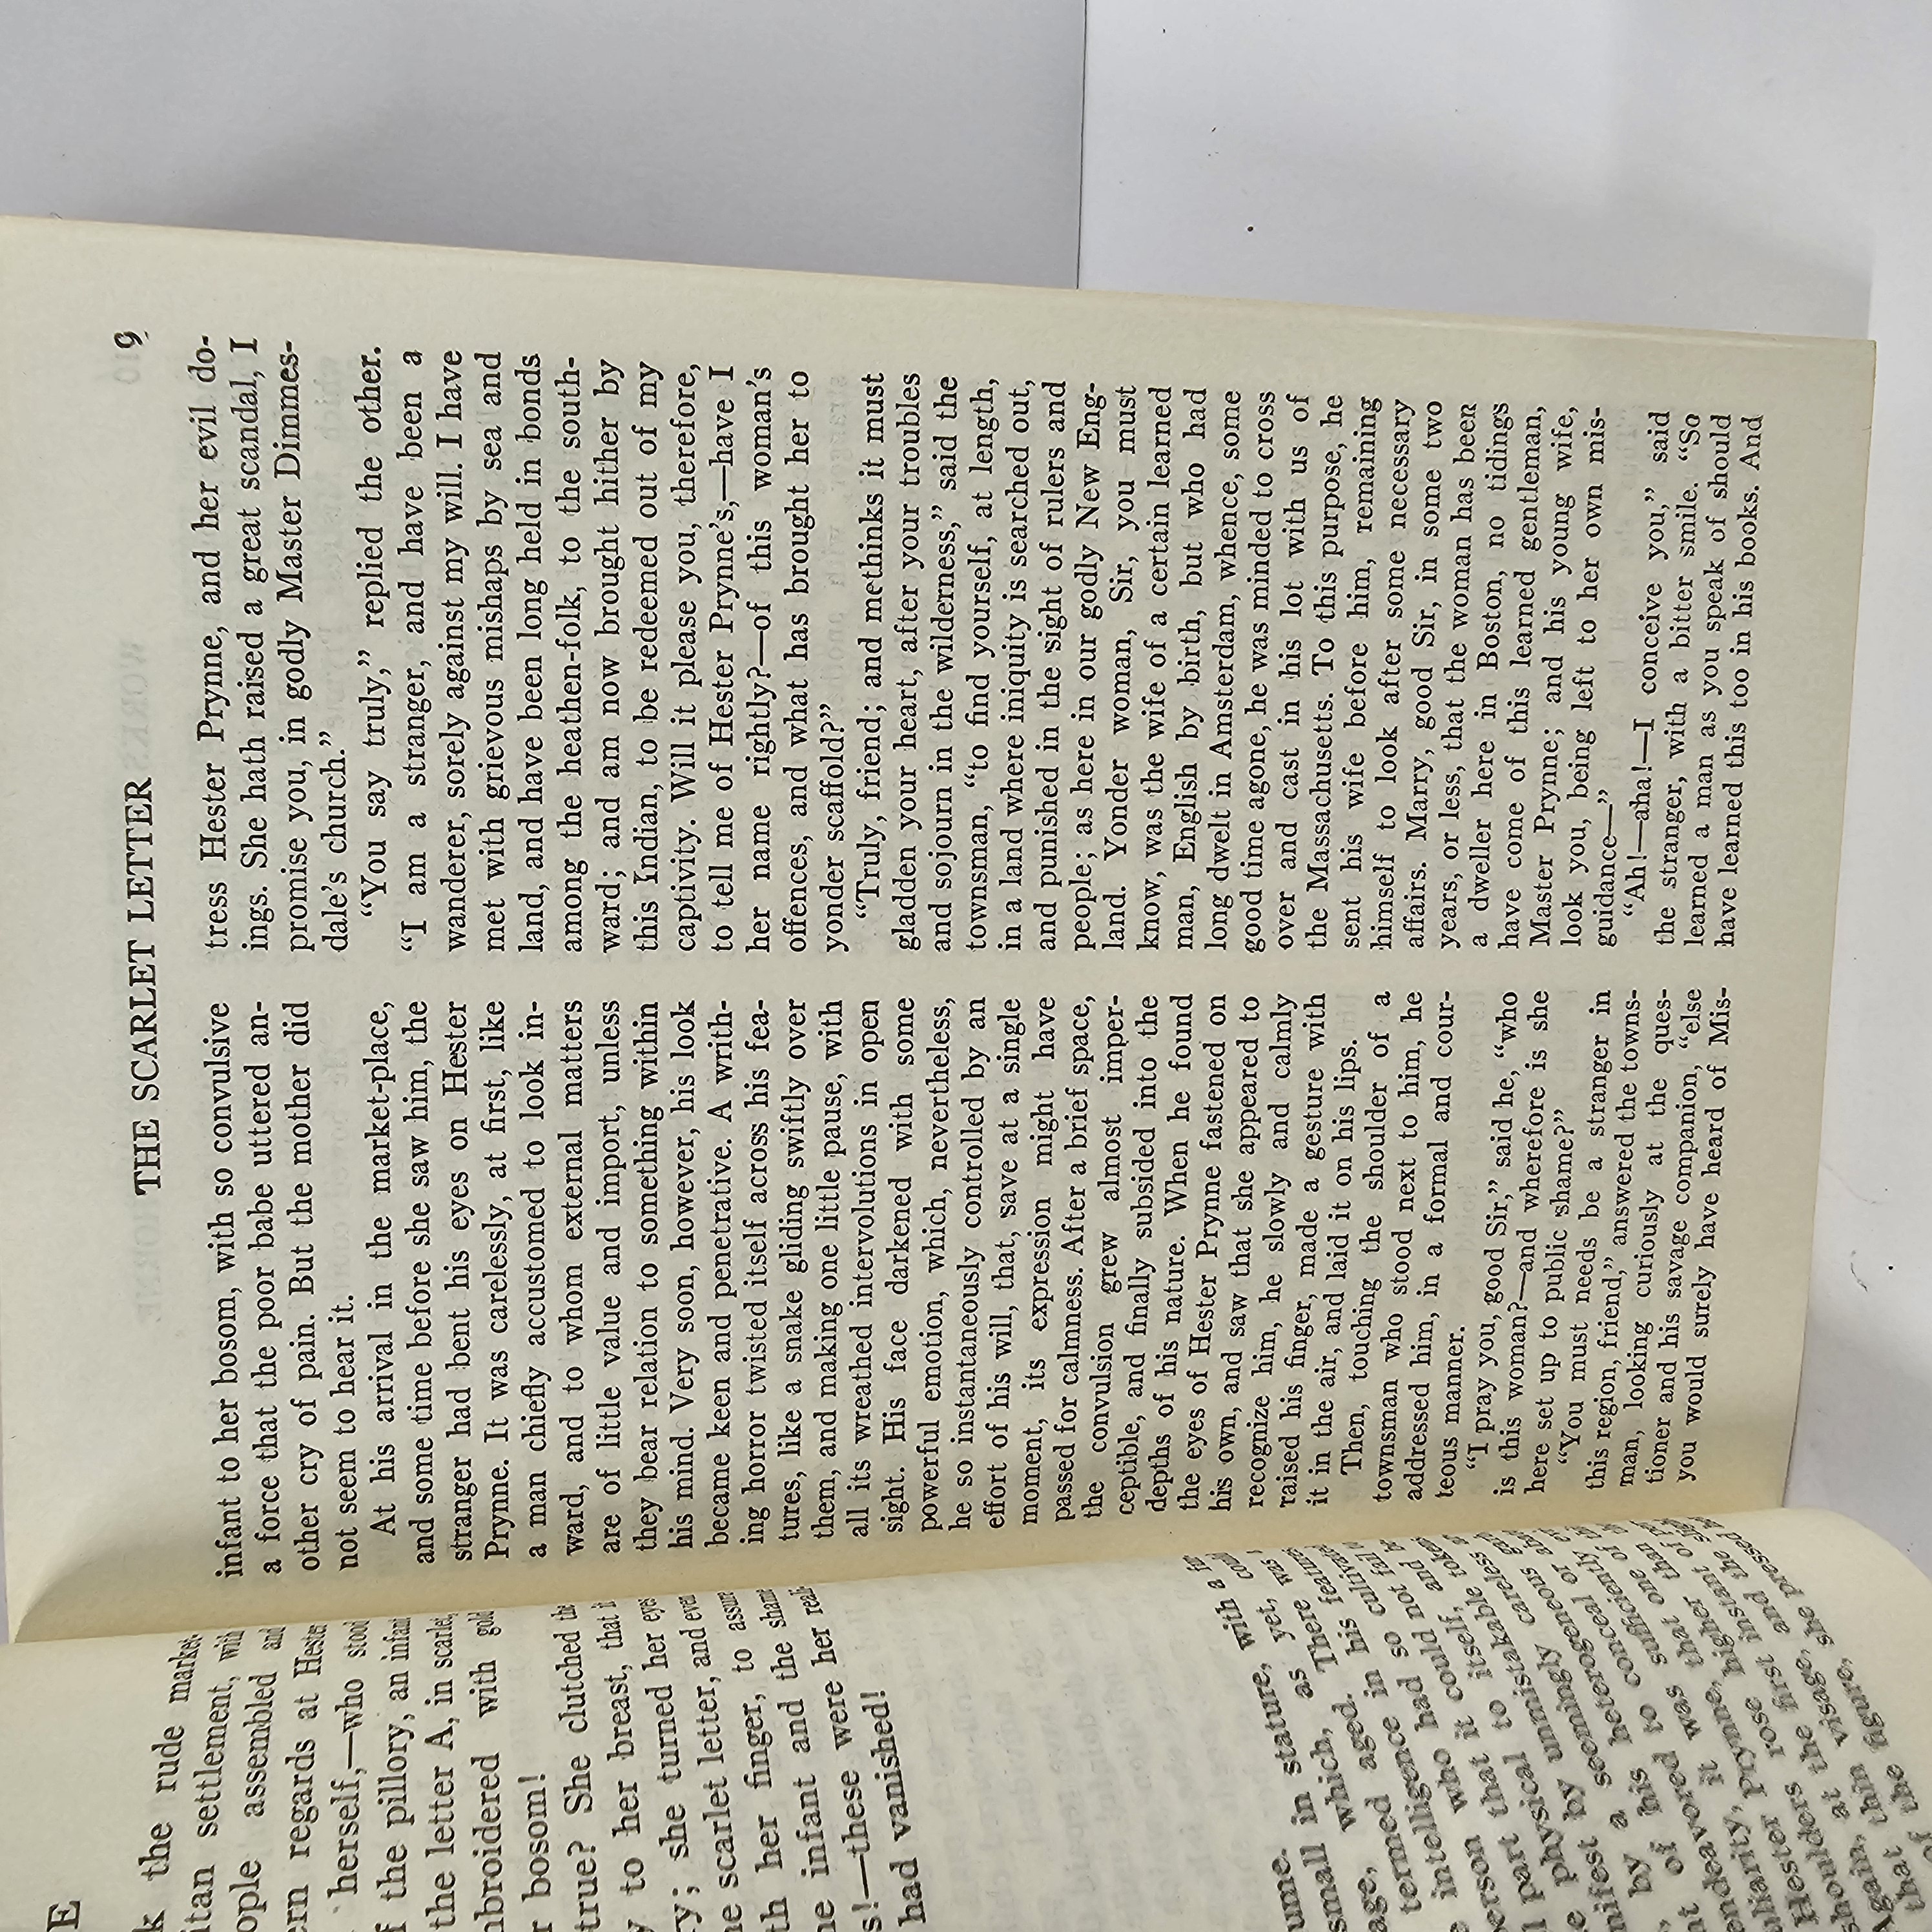 E
the rude market-
settlement, with
assembled and
regards at Hester
herself,—who stood
the pillory, an infant
the letter A, in scarlet,
with gold
bosom!
true? She clutched the
to her breast, that it
she turned her eyes
scarlet letter, and even
her finger, to assure
infant and the shame
these were her reali-
had vanished!
small in stature, with a
which, as yet, could
termed aged. There was
intelligence in his features
who had so cultivated
part that it could not fail to
physical to itself, and
by unmistakable tokens
by a seemingly careless
of his heterogeneous
endeavored to conceal or
it was sufficiently
Hester Prynne, that one of
shoulders rose higher than
Again, at the first instant of
that thin visage, and the
of the figure, she pressed
THE SCARLET LETTER 9
infant to her bosom, with so convulsive
a force that the poor babe uttered an-
other cry of pain. But the mother did
not seem to hear it.
At his arrival in the market-place,
and some time before she saw him, the
stranger had bent his eyes on Hester
Prynne. It was carelessly, at first, like
a man chiefly accustomed to look in-
ward, and to whom external matters
are of little value and import, unless
they bear relation to something within
his mind. Very soon, however, his look
became keen and penetrative. A writh-
ing horror twisted itself across his fea-
tures, like a snake gliding swiftly over
them, and making one little pause, with
all its wreathed intervolutions in open
sight. His face darkened with some
powerful emotion, which, nevertheless,
he so instantaneously controlled by an
effort of his will, that, save at a single
moment, its expression might have
passed for calmness. After a brief space,
the convulsion grew almost imper-
ceptible, and finally subsided into the
depths of his nature. When he found
the eyes of Hester Prynne fastened on
his own, and saw that she appeared to
recognize him, he slowly and calmly
raised his finger, made a gesture with
it in the air, and laid it on his lips.
Then, touching the shoulder of a
townsman who stood next to him, he
addressed him, in a formal and cour-
teous manner.
“I pray you, good Sir,” said he, “who
is this woman?—and wherefore is she
here set up to public shame?”
“You must needs be a stranger in
this region, friend,” answered the towns-
man, looking curiously at the ques-
tioner and his savage companion, “else
you would surely have heard of Mis-
tress Hester Prynne, and her evil do-
ings. She hath raised a great scandal, I
promise you, in godly Master Dimmes-
dale’s church.”
“You say truly,” replied the other.
“I am a stranger, and have been a
wanderer, sorely against my will. I have
met with grievous mishaps by sea and
land, and have been long held in bonds
among the heathen-folk, to the south-
ward; and am now brought hither by
this Indian, to be redeemed out of my
captivity. Will it please you, therefore,
to tell me of Hester Prynne’s,—have I
her name rightly?—of this woman’s
offences, and what has brought her to
yonder scaffold?”
“Truly, friend; and methinks it must
gladden your heart, after your troubles
and sojourn in the wilderness,” said the
townsman, “to find yourself, at length,
in a land where iniquity is searched out,
and punished in the sight of rulers and
people; as here in our godly New Eng-
land. Yonder woman, Sir, you must
know, was the wife of a certain learned
man, English by birth, but who had
long dwelt in Amsterdam, whence, some
good time agone, he was minded to cross
over and cast in his lot with us of
the Massachusetts. To this purpose, he
sent his wife before him, remaining
himself to look after some necessary
affairs. Marry, good Sir, in some two
years, or less, that the woman has been
a dweller here in Boston, no tidings
have come of this learned gentleman,
Master Prynne; and his young wife,
look you, being left to her own mis-
guidance—”
“Ah!—aha!—I conceive you,” said
the stranger, with a bitter smile. “So
learned a man as you speak of should
have learned this too in his books. And